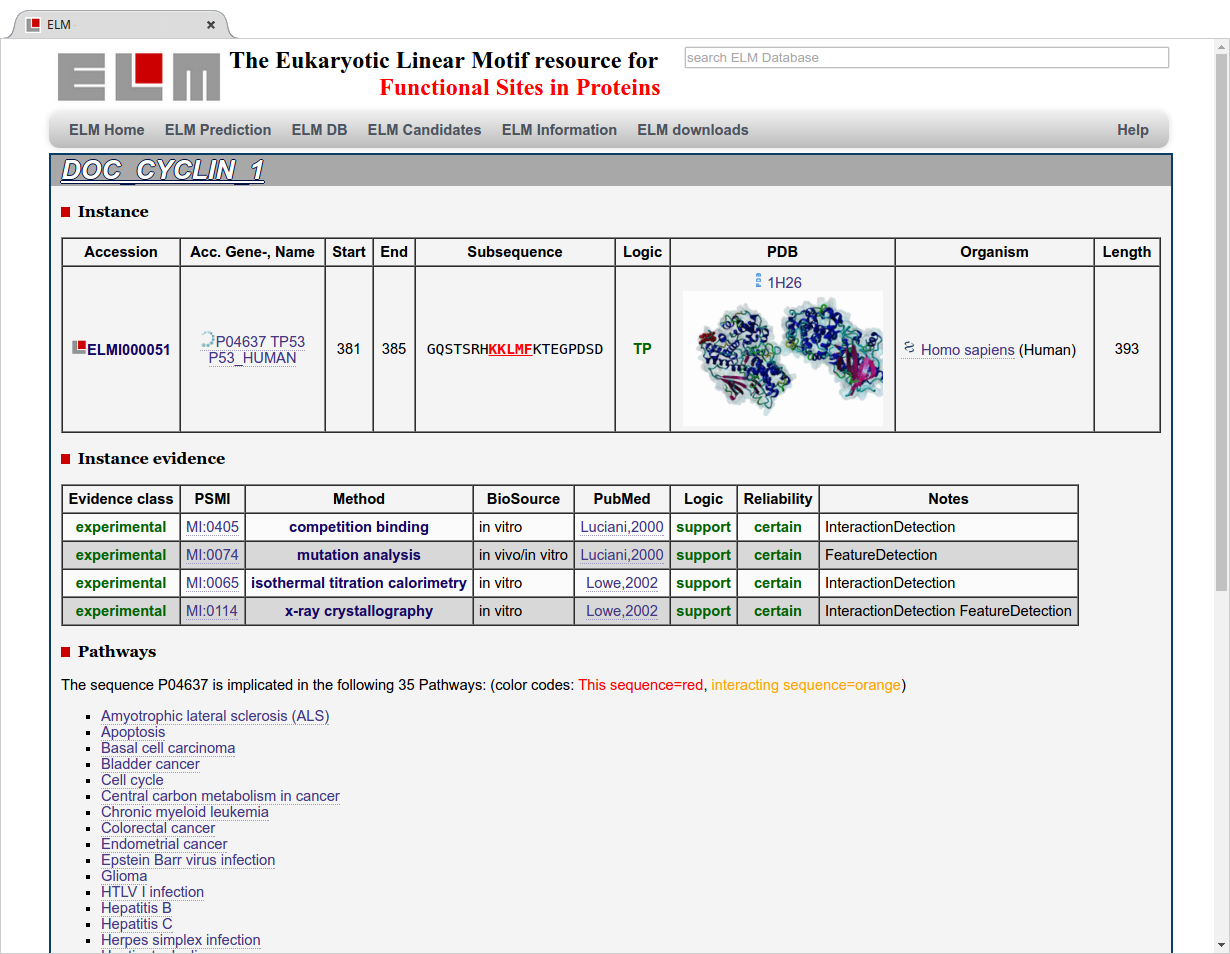 ELM
ELM
The Eukaryotic Linear Motif resource for
Functional Sites in Proteins
search ELM Database
ELM Home ELM Prediction ELM DB ELM Candidates ELM Information ELM downloads Help
DOC_CYCLIN_1
Instance
Accession Acc. Gene-, Name Start End Subsequence Logic PDB Organism Length
1H26
ELMI000051 P04637 TP53 381 385 GQSTSRHKKLMFKTEGPDSD TP Homo sapiens (Human) 393
P53_HUMAN
Instance evidence
Evidence class PSMI Method BioSource PubMed Logic Reliability Notes
experimental MI:0405 competition binding in vitro Luciani,2000 support certain InteractionDetection
experimental MI:0074 mutation analysis in vivo/in vitro Luciani,2000 support certain FeatureDetection
experimental MI:0065 isothermal titration calorimetry in vitro Lowe,2002 support certain InteractionDetection
experimental MI:0114 x-ray crystallography in vitro Lowe,2002 support certain InteractionDetection FeatureDetection
Pathways
The sequence P04637 is implicated in the following 35 Pathways: (color codes: This sequence=red, interacting sequence=orange)
Amyotrophic lateral sclerosis (ALS)
Apoptosis
Basal cell carcinoma
Bladder cancer
Cell cycle
Central carbon metabolism in cancer
Chronic myeloid leukemia
Colorectal cancer
Endometrial cancer
Epstein Barr virus infection
Glioma
HTLV I infection
Hepatitis B
Hepatitis C
Herpes simplex infection